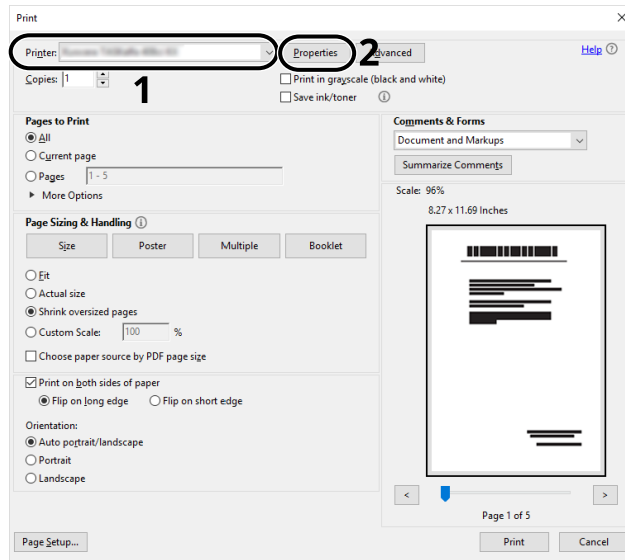 Print
Printer:
Properties
2
Advanced
Help
Copies: 1
1
Print in grayscale (black and white)
Save ink/toner
Pages to Print
All
Current page
Pages 1 - 5
More Options
Page Sizing & Handling
Size Poster Multiple Booklet
Fit
Actual size
Shrink oversized pages
Custom Scale: 100 %
Choose paper source by PDF page size
Print on both sides of paper
Flip on long edge Flip on short edge
Orientation:
Auto portrait/landscape
Portrait
Landscape
Comments & Forms
Document and Markups
Summarize Comments
Scale: 96%
8.27 x 11.69 Inches
< >
Page 1 of 5
Page Setup...
Print
Cancel